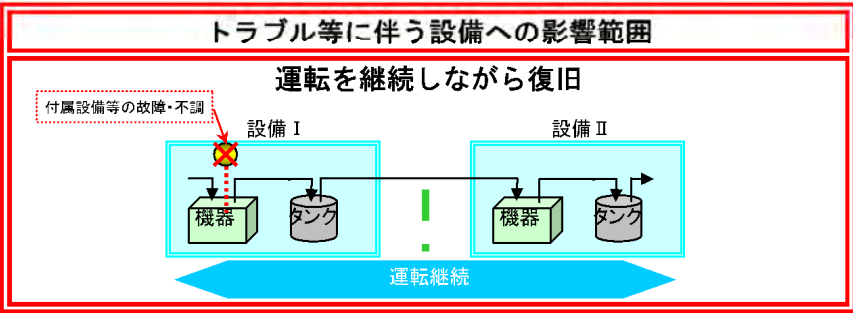 トラブル等に伴う設備への影響範囲
運転を継続しながら復旧
付属設備等の故障・不調
設備Ⅰ
設備Ⅱ
機器
タンク
機器
タンク
運転継続